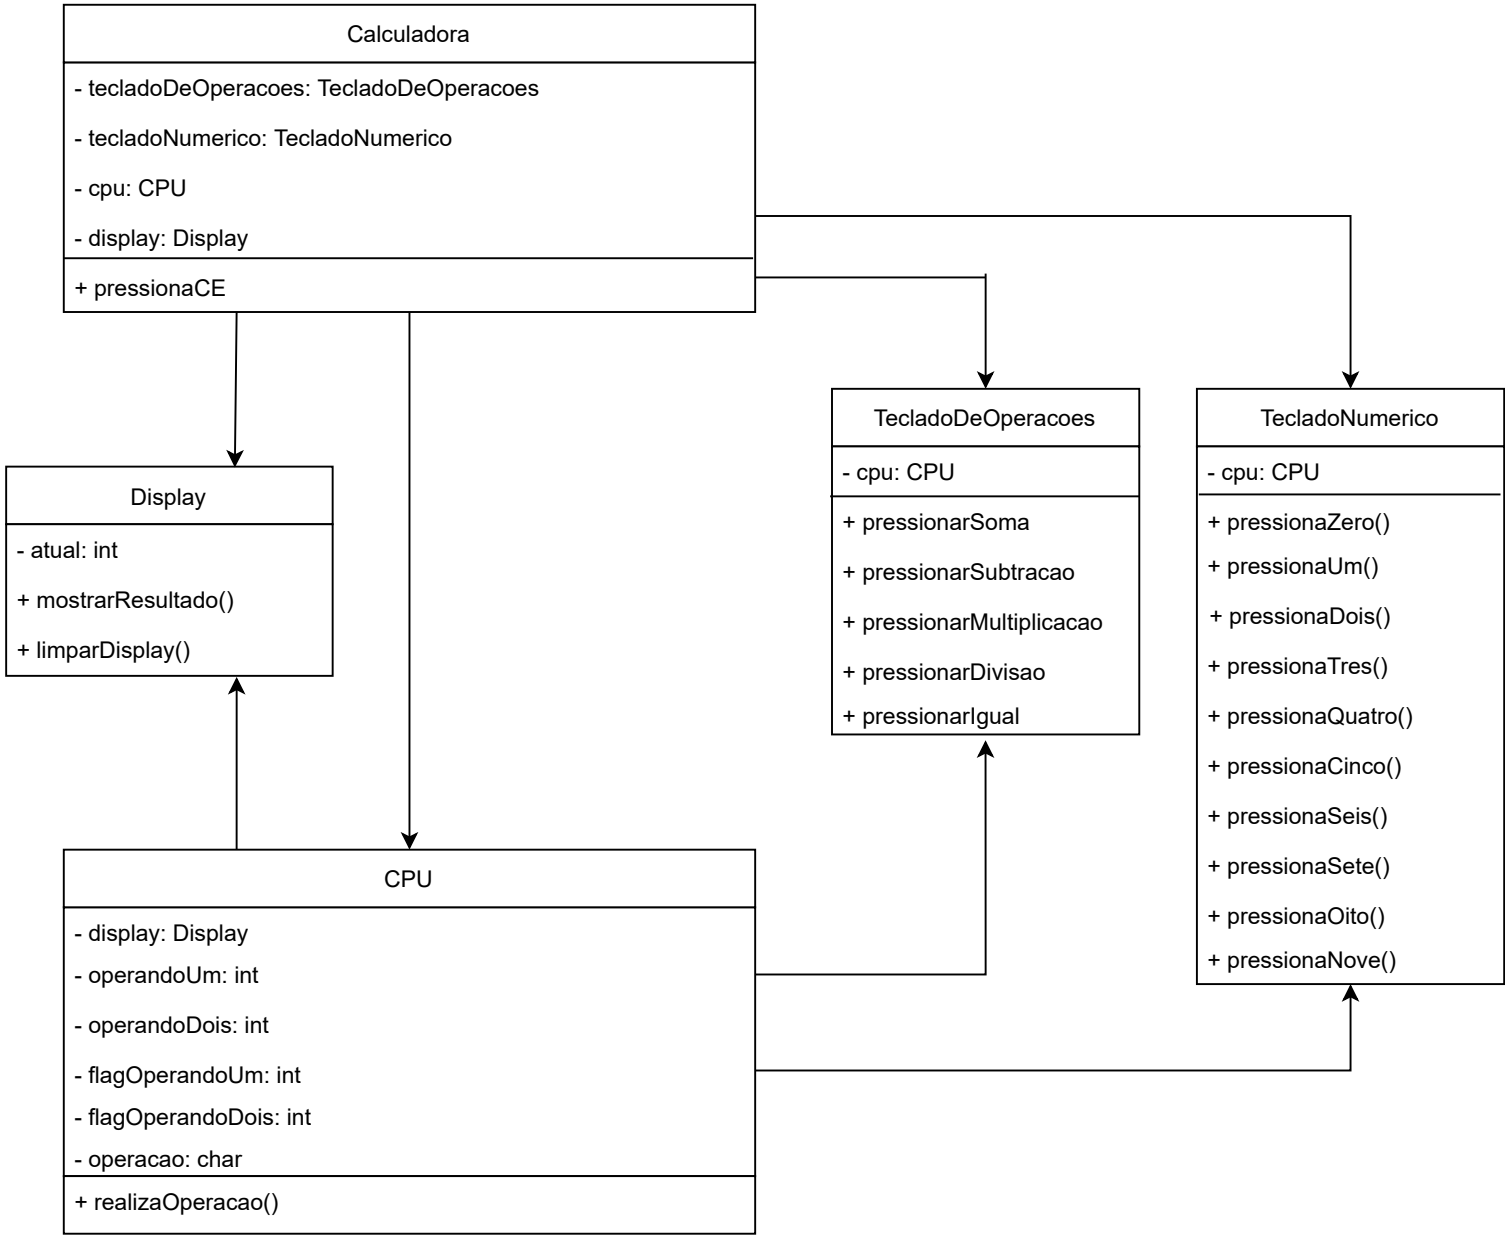 Calculadora
- tecladoDeOperacoes: TecladoDeOperacoes
- tecladoNumerico: TecladoNumerico
- cpu: CPU
- display: Display
+ pressionaCE
Display
- atual: int
+ mostrarResultado()
+ limparDisplay()
TecladoDeOperacoes
- cpu: CPU
+ pressionarSoma
+ pressionarSubtracao
+ pressionarMultiplicacao
+ pressionarDivisao
+ pressionarIgual
TecladoNumerico
- cpu: CPU
+ pressionaZero()
+ pressionaUm()
+ pressionaDois()
+ pressionaTres()
+ pressionaQuatro()
+ pressionaCinco()
+ pressionaSeis()
+ pressionaSete()
+ pressionaOito()
+ pressionaNove()
CPU
- display: Display
- operandoUm: int
- operandoDois: int
- flagOperandoUm: int
- flagOperandoDois: int
- operacao: char
+ realizaOperacao()